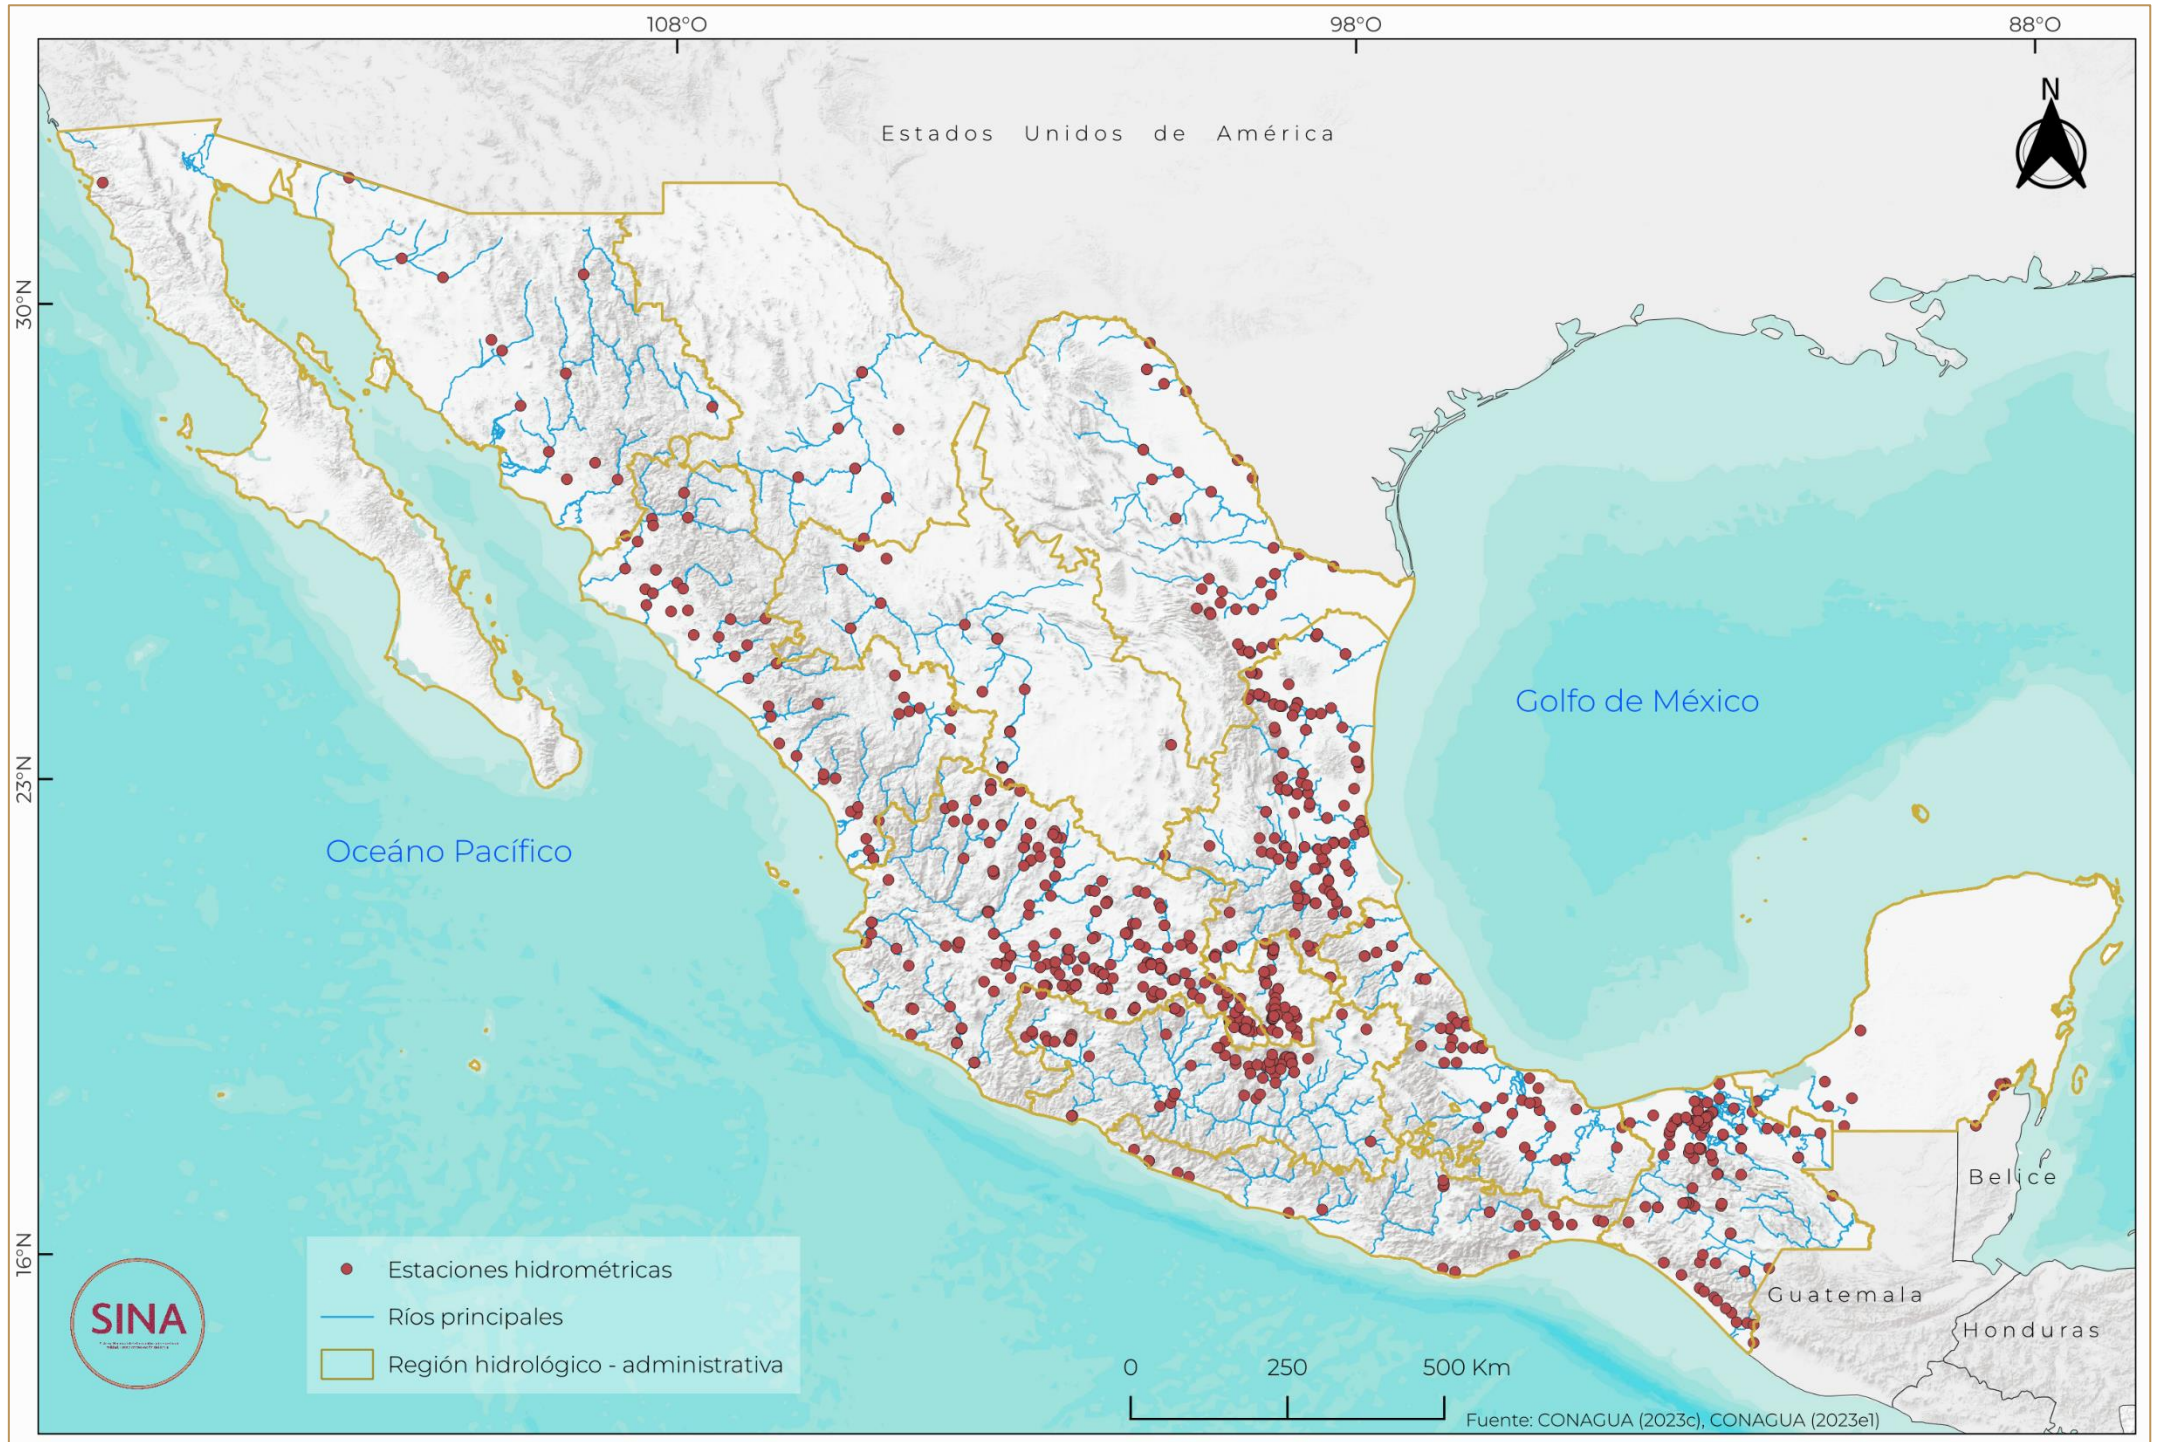 108°O
98°O
88°O
N
Estados Unidos de América
30°N
Golfo de México
23°N
Oceáno Pacífico
Belice
16°N
Estaciones hidrométricas
SINA
Guatemala
Ríos principales
Honduras
Región hidrológico - administrativa
0 250 500 Km
Fuente: CONAGUA (2023c), CONAGUA (2023e1)